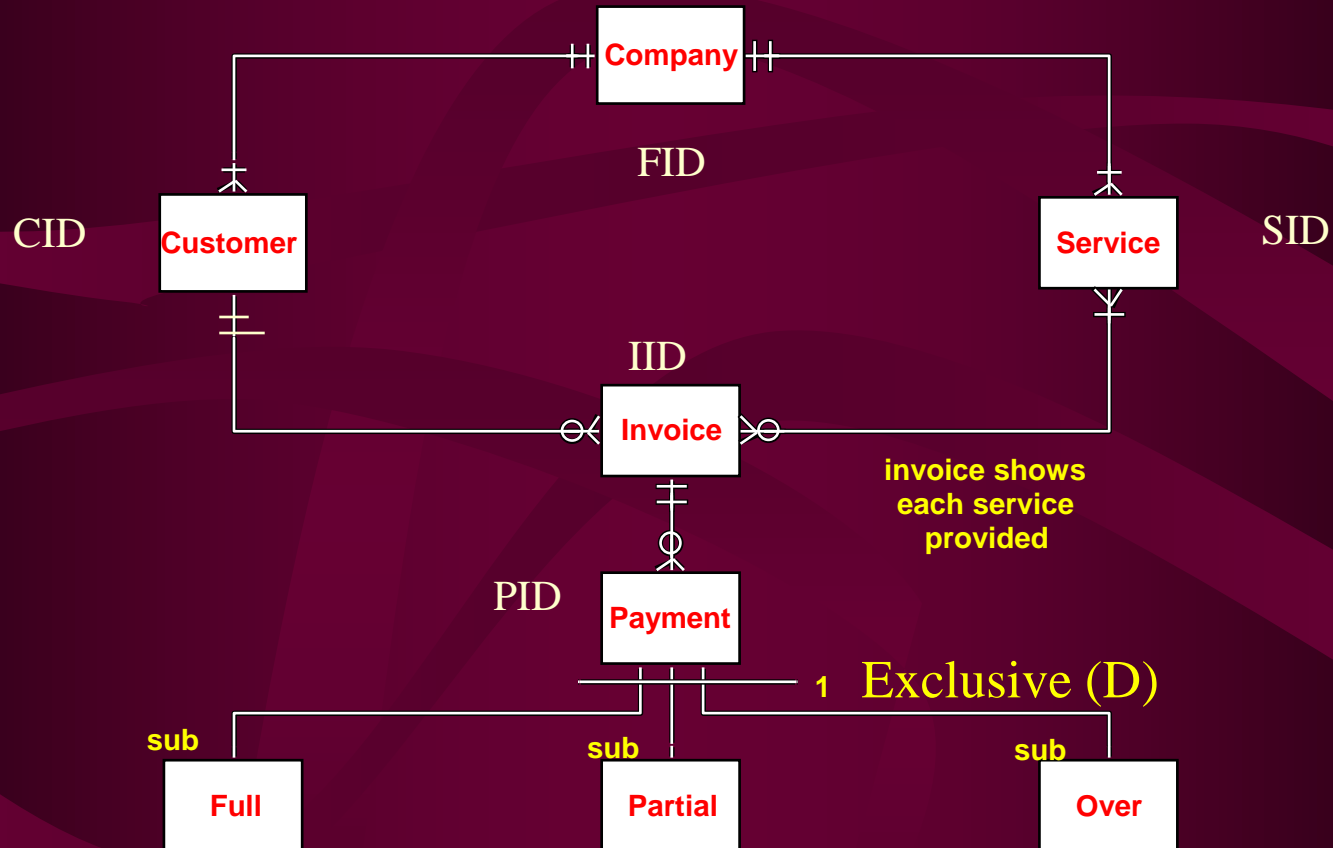 Company
FID
CID
Customer
Service
SID
IID
Invoice
invoice shows
each service
provided
PID
Payment
1 Exclusive (D)
sub
sub
sub
Full
Partial
Over